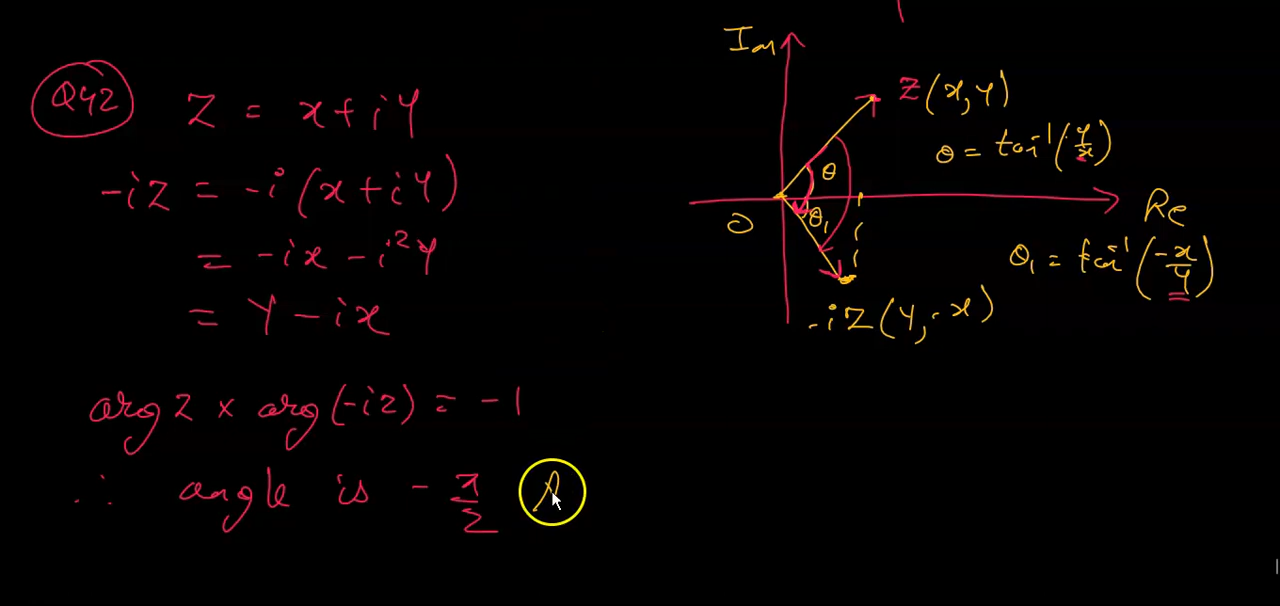 Q42
Z = x + iy
-iZ = -i(x + iy)
= -ix - i²y
= y - ix
arg Z × arg(-iz) = -1
∴ angle is - π/2
Im
Z(x, y)
θ = tan⁻¹(y/x)
θ
Re
O
θ₁
θ₁ = tan⁻¹(-x/y)
-iZ(y, -x)